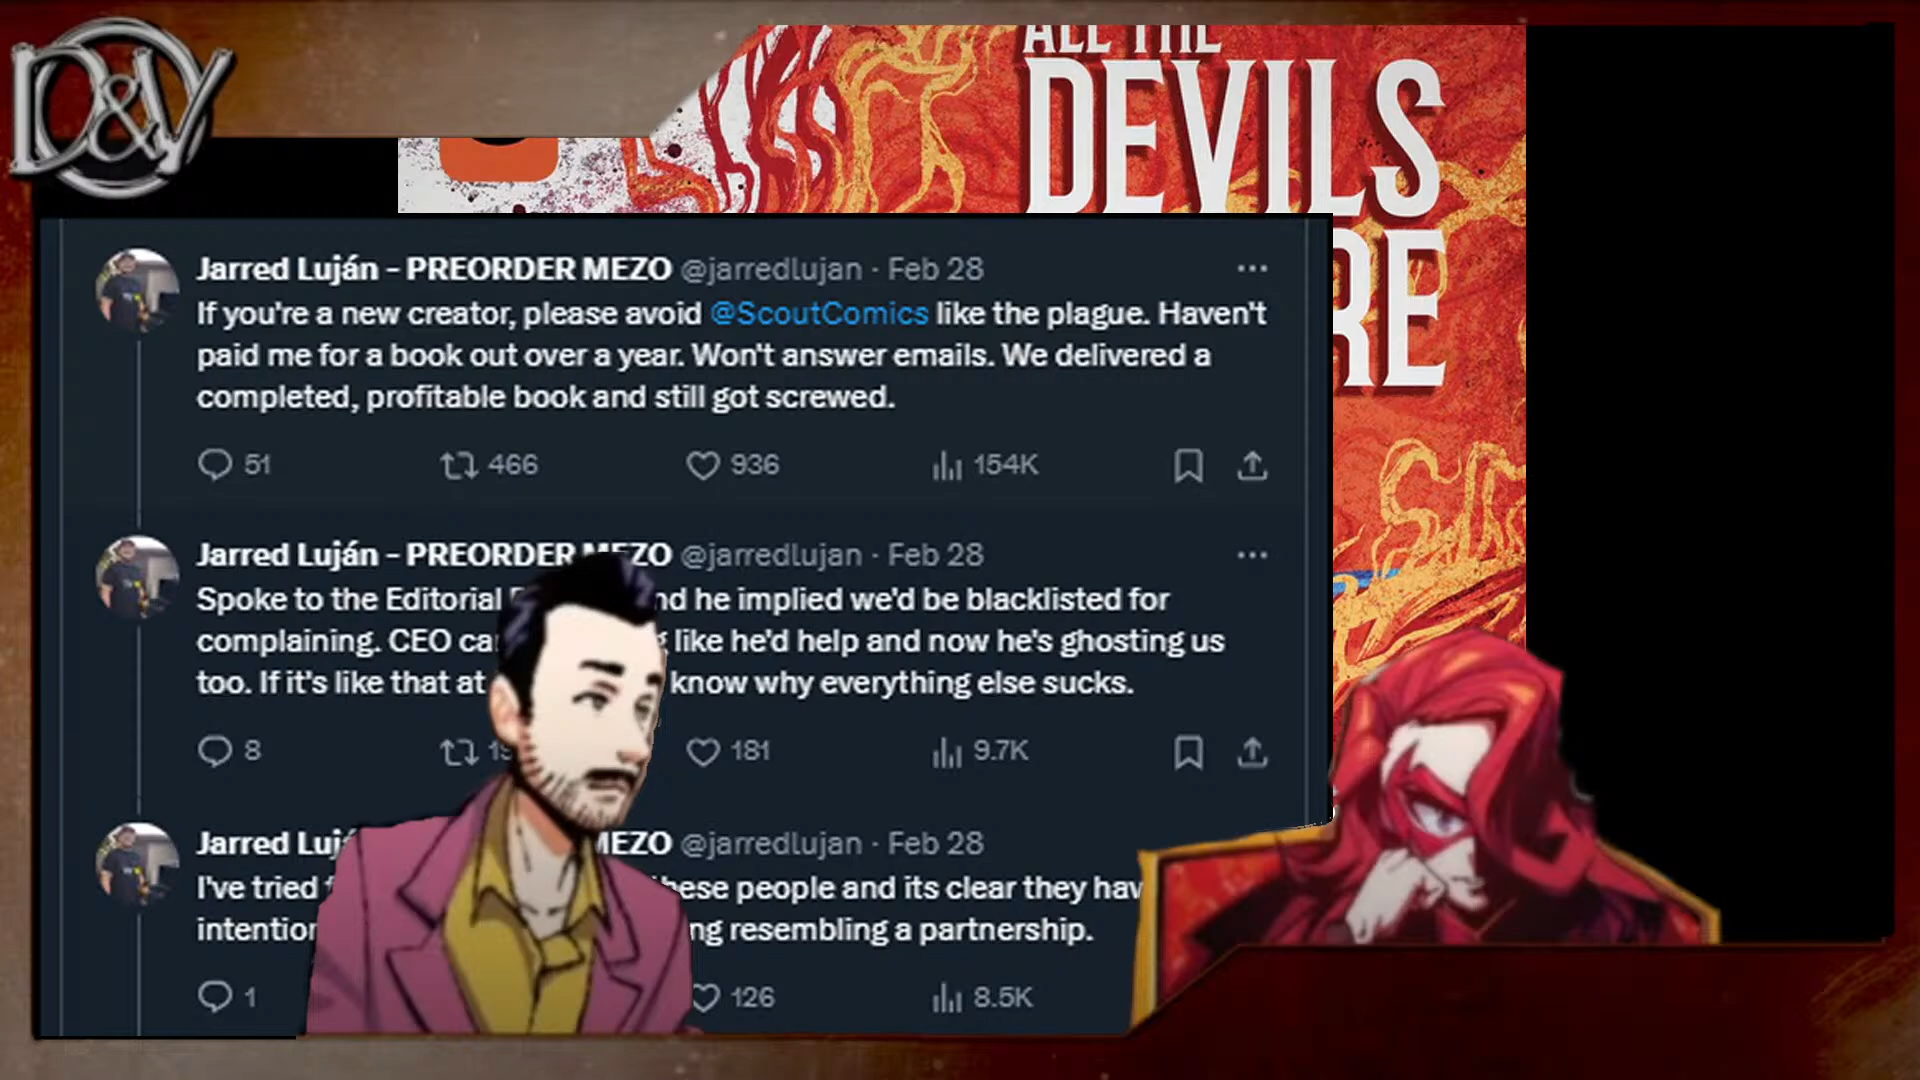 D&Y
ALL THE
DEVILS
RE
Jarred Luján - PREORDER MEZO @jarredlujan · Feb 28
If you're a new creator, please avoid @ScoutComics like the plague. Haven't
paid me for a book out over a year. Won't answer emails. We delivered a
completed, profitable book and still got screwed.
51 466 936 154K
Jarred Luján - PREORDER MEZO @jarredlujan · Feb 28
Spoke to the Editorial nd he implied we'd be blacklisted for
complaining. CEO ca like he'd help and now he's ghosting us
too. If it's like that at know why everything else sucks.
8 181 9.7K
Jarred Luj MEZO @jarredlujan · Feb 28
I've tried hese people and its clear they hav
intention ng resembling a partnership.
1 126 8.5K